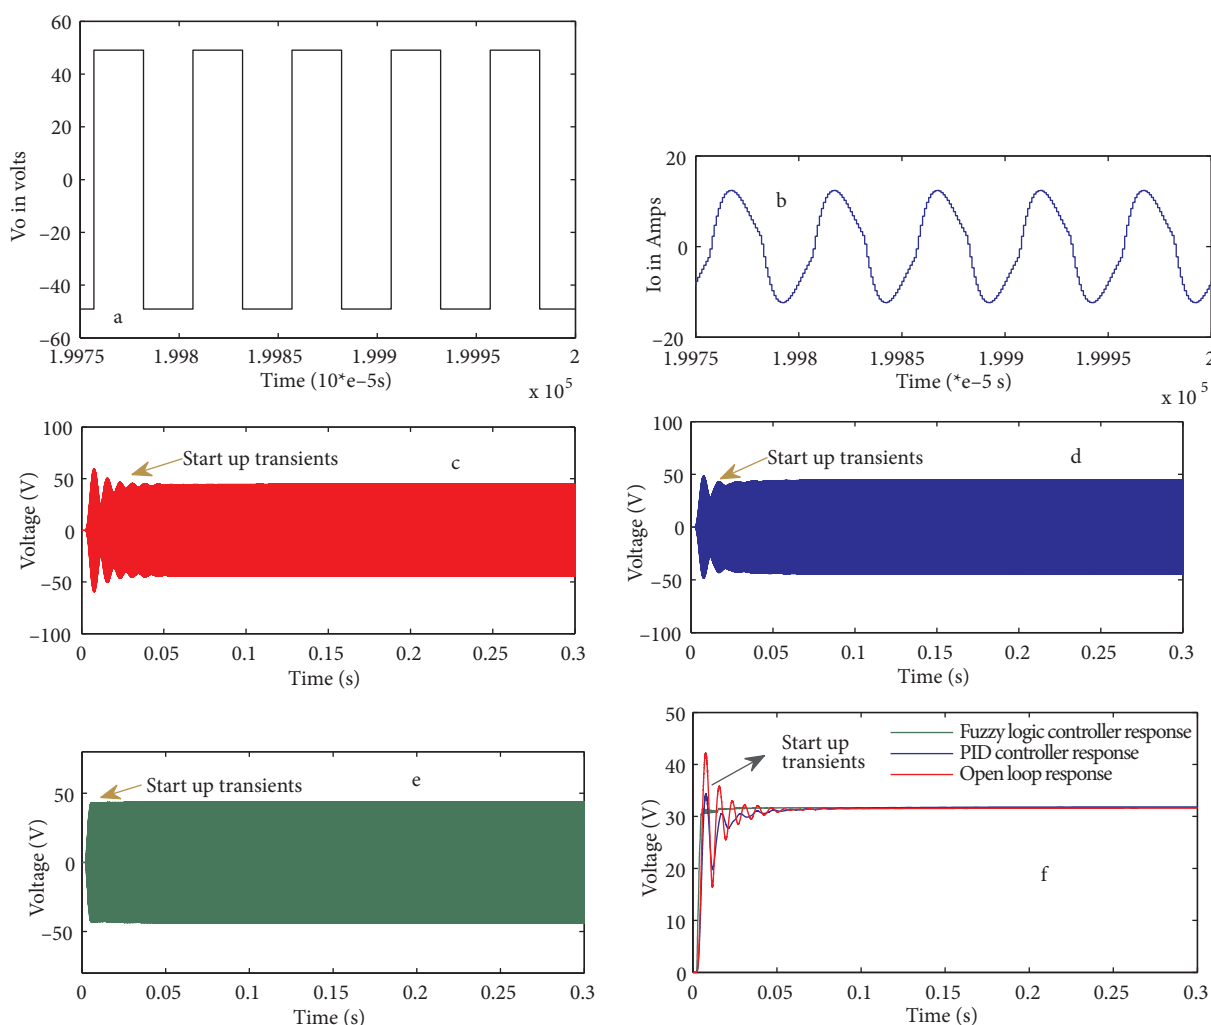 60
40
20
0
−20
−40
−60
Vo in volts
a
1.9975 1.998 1.9985 1.999 1.9995 2
Time (10*e–5s)
x 10^5
20
0
−20
Io in Amps
b
1.9975 1.998 1.9985 1.999 1.9995 2
Time (*e–5 s)
x 10^5
100
50
0
−50
−100
Voltage (V)
Start up transients
c
0 0.05 0.1 0.15 0.2 0.25 0.3
Time (s)
100
50
0
−50
−100
Voltage (V)
Start up transients
d
0 0.05 0.1 0.15 0.2 0.25 0.3
Time (s)
50
0
−50
Voltage (V)
Start up transients
e
0 0.05 0.1 0.15 0.2 0.25 0.3
Time (s)
50
40
30
20
10
0
Voltage (V)
Start up
transients
Fuzzy logic controller response
PID controller response
Open loop response
f
0 0.05 0.1 0.15 0.2 0.25 0.3
Time (s)